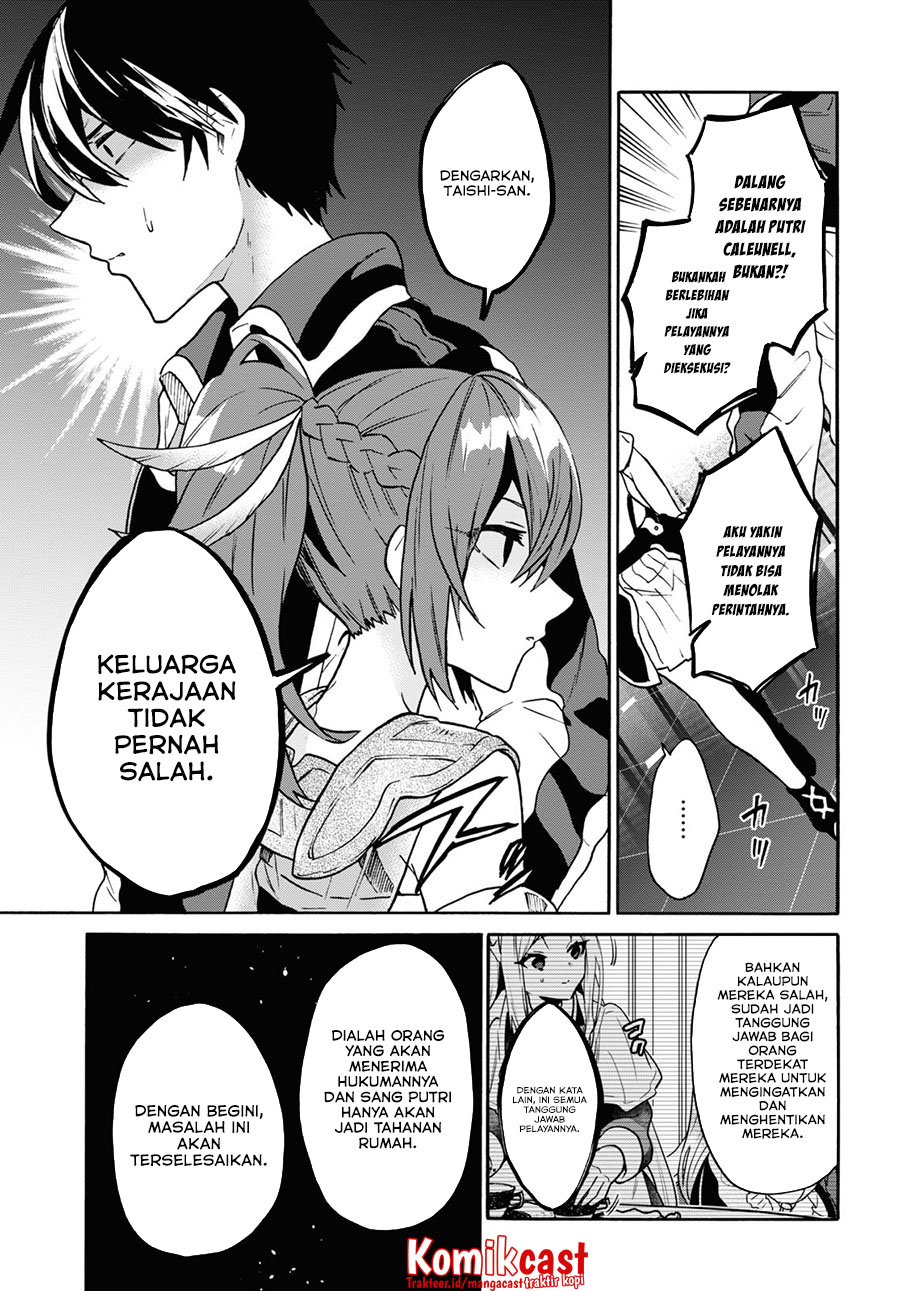 DALANG
SEBENARNYA
ADALAH PUTRI
CALEUNELL,
BUKAN?!
BUKANKAH
BERLEBIHAN
JIKA
PELAYANNYA
YANG
DIEKSEKUSI?
AKU YAKIN
PELAYANNYA
TIDAK BISA
MENOLAK
PERINTAHNYA.
カ
ッ
カ
ッ
......
DENGARKAN,
TAISHI-SAN.
KELUARGA
KERAJAAN
TIDAK
PERNAH
SALAH.
BAHKAN
KALAUPUN
MEREKA SALAH,
SUDAH JADI
TANGGUNG
JAWAB BAGI
ORANG
TERDEKAT
MEREKA UNTUK
MENGINGATKAN
DAN
MENGHENTIKAN
MEREKA.
DENGAN KATA
LAIN, INI SEMUA
TANGGUNG
JAWAB
PELAYANNYA.
DIALAH ORANG
YANG AKAN
MENERIMA
HUKUMANNYA
DAN SANG PUTRI
HANYA AKAN
JADI TAHANAN
RUMAH.
DENGAN BEGINI,
MASALAH INI
AKAN
TERSELESAIKAN.
Komikcast
Trakteer.id/mangacast traktir kopi